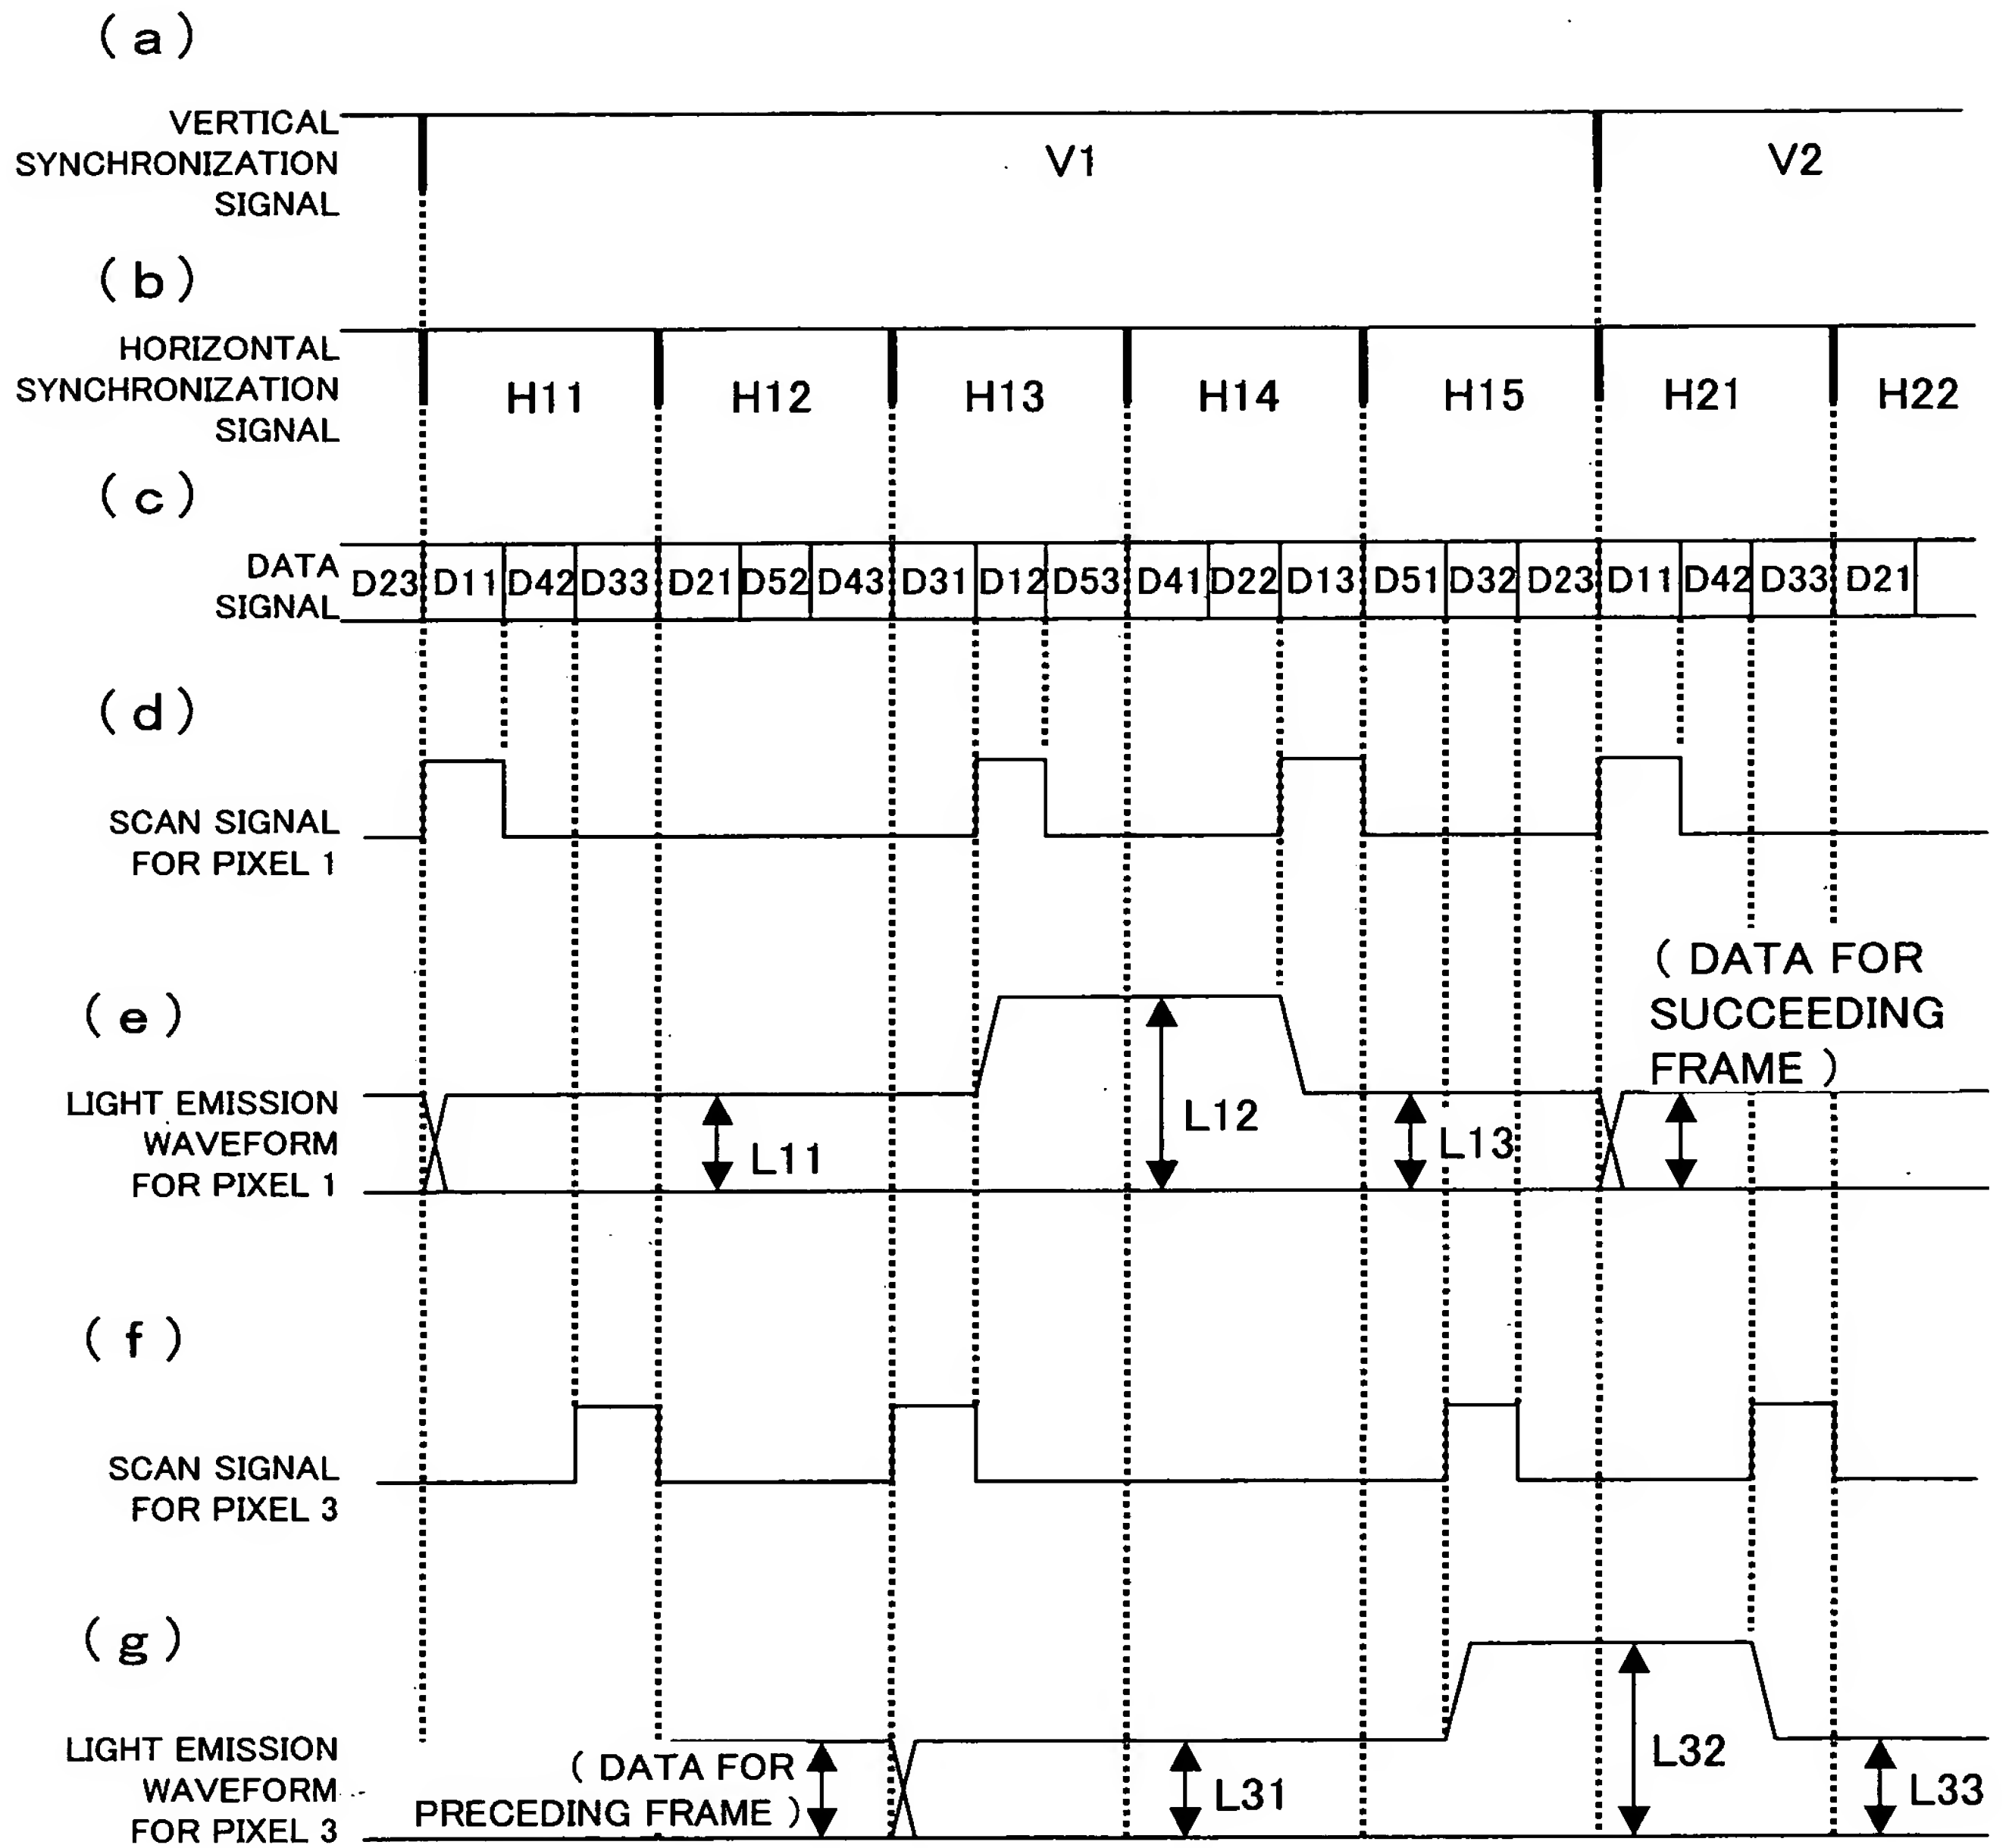 (a)
VERTICAL
SYNCHRONIZATION
SIGNAL
V1 V2
(b)
HORIZONTAL
SYNCHRONIZATION
SIGNAL
H11 H12 H13 H14 H15 H21 H22
(c)
DATA
SIGNAL
D23 D11 D42 D33 D21 D52 D43 D31 D12 D53 D41 D22 D13 D51 D32 D23 D11 D42 D33 D21
(d)
SCAN SIGNAL
FOR PIXEL 1
(e)
LIGHT EMISSION
WAVEFORM
FOR PIXEL 1
L11 L12 L13
( DATA FOR
SUCCEEDING
FRAME )
(f)
SCAN SIGNAL
FOR PIXEL 3
(g)
LIGHT EMISSION
WAVEFORM
FOR PIXEL 3
( DATA FOR
PRECEDING FRAME )
L31 L32 L33